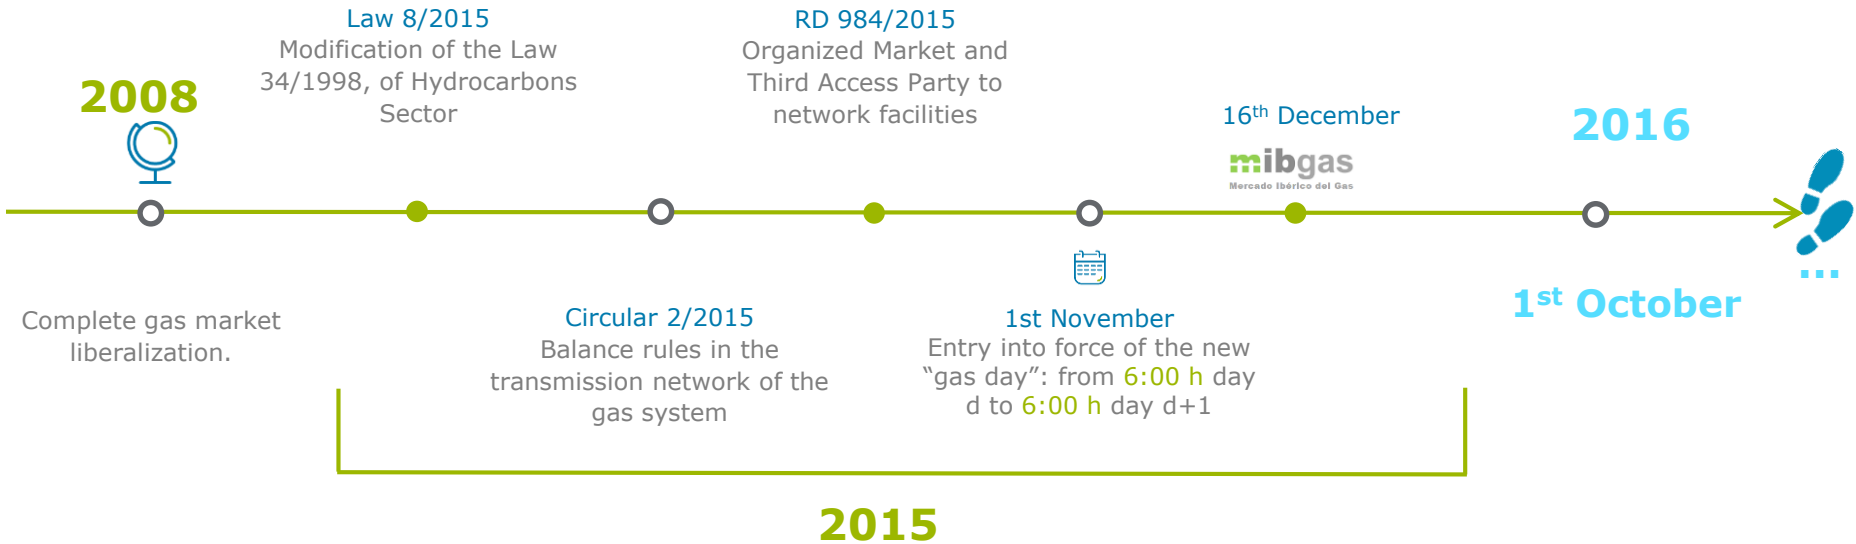 2008
Complete gas market
liberalization.
Law 8/2015
Modification of the Law
34/1998, of Hydrocarbons
Sector
Circular 2/2015
Balance rules in the
transmission network of the
gas system
RD 984/2015
Organized Market and
Third Access Party to
network facilities
1st November
Entry into force of the new
“gas day”: from 6:00 h day
d to 6:00 h day d+1
16th December
mibgas
Mercado Ibérico del Gas
2016
1st October
...
2015